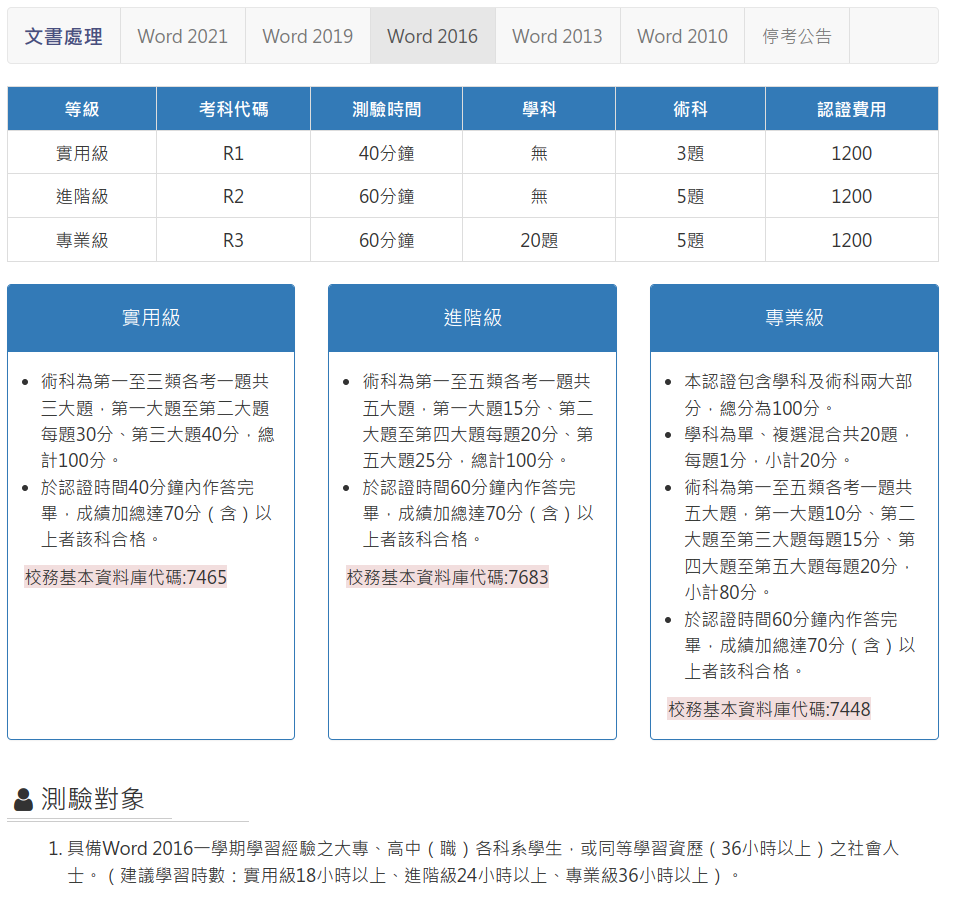 文書處理 Word 2021 Word 2019 Word 2016 Word 2013 Word 2010 停考公告
等級 考科代碼 測驗時間 學科 術科 認證費用
實用級 R1 40分鐘 無 3題 1200
進階級 R2 60分鐘 無 5題 1200
專業級 R3 60分鐘 20題 5題 1200
實用級
術科為第一至三類各考一題共
三大題，第一大題至第二大題
每題30分、第三大題40分，總
計100分。
於認證時間40分鐘內作答完
畢，成績加總達70分（含）以
上者該科合格。
校務基本資料庫代碼:7465
進階級
術科為第一至五類各考一題共
五大題，第一大題15分、第二
大題至第四大題每題20分、第
五大題25分，總計100分。
於認證時間60分鐘內作答完
畢，成績加總達70分（含）以
上者該科合格。
校務基本資料庫代碼:7683
專業級
本認證包含學科及術科兩大部
分，總分為100分。
學科為單、複選混合共20題，
每題1分，小計20分。
術科為第一至五類各考一題共
五大題，第一大題10分、第二
大題至第三大題每題15分、第
四大題至第五大題每題20分，
小計80分。
於認證時間60分鐘內作答完
畢，成績加總達70分（含）以
上者該科合格。
校務基本資料庫代碼:7448
測驗對象
1. 具備Word 2016一學期學習經驗之大專、高中（職）各科系學生，或同等學習資歷（36小時以上）之社會人
士。（建議學習時數：實用級18小時以上、進階級24小時以上、專業級36小時以上）。